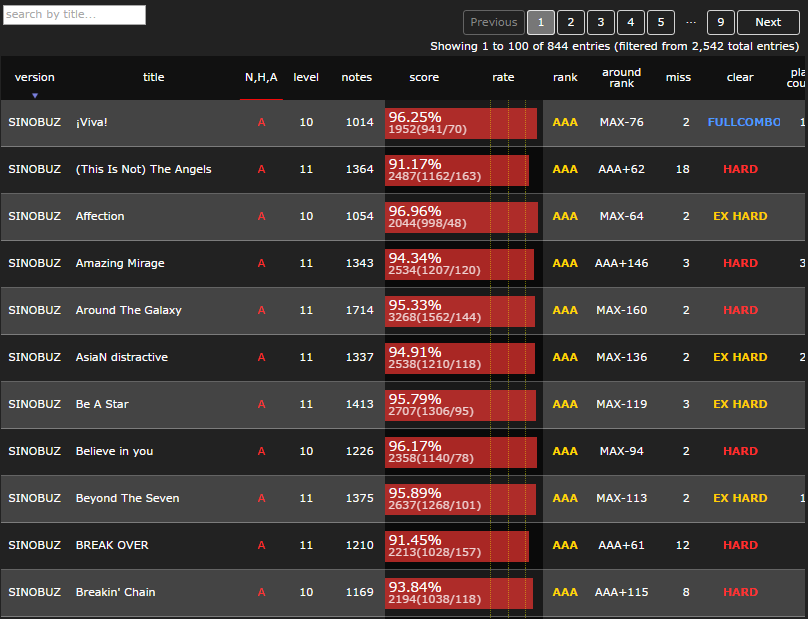 search by title...
Previous 1 2 3 4 5 ... 9 Next
Showing 1 to 100 of 844 entries (filtered from 2,542 total entries)
version title N,H,A level notes score rate rank around rank miss clear pla cou
SINOBUZ ¡Viva! A 10 1014 96.25% 1952(941/70) AAA MAX-76 2 FULLCOMBO 1
SINOBUZ (This Is Not) The Angels A 11 1364 91.17% 2487(1162/163) AAA AAA+62 18 HARD
SINOBUZ Affection A 10 1054 96.96% 2044(998/48) AAA MAX-64 2 EX HARD
SINOBUZ Amazing Mirage A 11 1343 94.34% 2534(1207/120) AAA AAA+146 3 HARD 3
SINOBUZ Around The Galaxy A 11 1714 95.33% 3268(1562/144) AAA MAX-160 2 HARD
SINOBUZ AsiaN distractive A 11 1337 94.91% 2538(1210/118) AAA MAX-136 2 EX HARD 2
SINOBUZ Be A Star A 11 1413 95.79% 2707(1306/95) AAA MAX-119 3 EX HARD
SINOBUZ Believe in you A 10 1226 96.17% 2358(1140/78) AAA MAX-94 2 HARD
SINOBUZ Beyond The Seven A 11 1375 95.89% 2637(1268/101) AAA MAX-113 2 EX HARD 1
SINOBUZ BREAK OVER A 11 1210 91.45% 2213(1028/157) AAA AAA+61 12 HARD
SINOBUZ Breakin' Chain A 10 1169 93.84% 2194(1038/118) AAA AAA+115 8 HARD